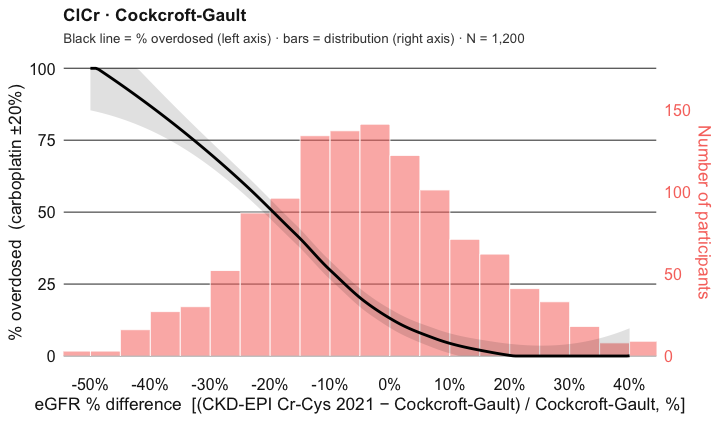 ClCr · Cockcroft-Gault
Black line = % overdosed (left axis) · bars = distribution (right axis) · N = 1,200
% overdosed  (carboplatin ±20%)
100
75
50
25
0
150
100
50
0
Number of participants
-50% -40% -30% -20% -10% 0% 10% 20% 30% 40%
eGFR % difference  [(CKD-EPI Cr-Cys 2021 − Cockcroft-Gault) / Cockcroft-Gault, %]